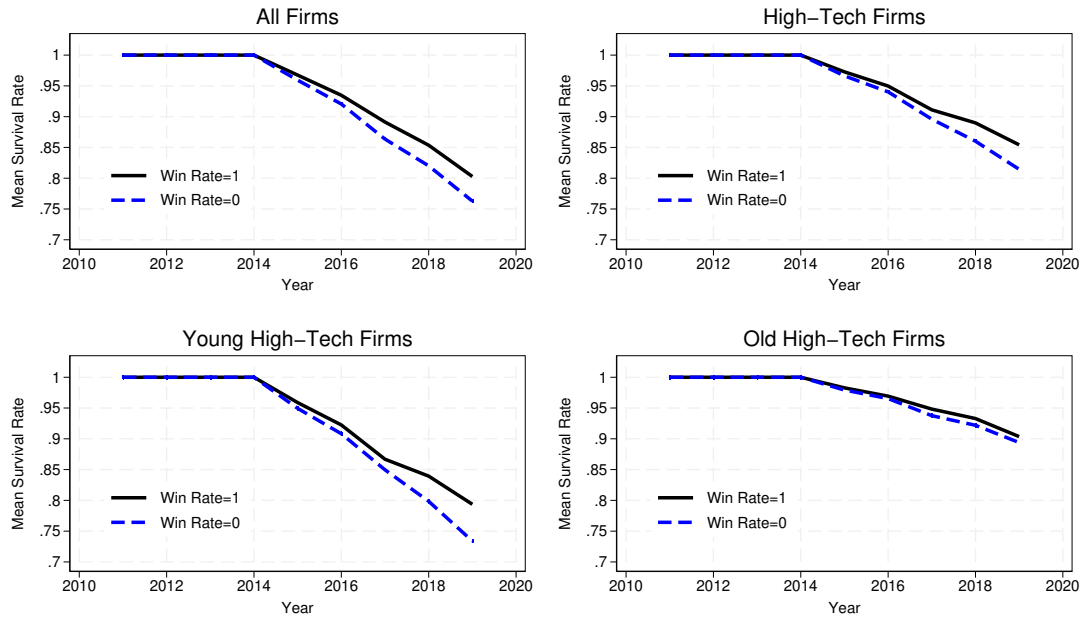 All Firms
Mean Survival Rate
1
.95
.9
.85
.8
.75
.7
Win Rate=1
Win Rate=0
2010 2012 2014 2016 2018 2020
Year
High−Tech Firms
Mean Survival Rate
1
.95
.9
.85
.8
.75
.7
Win Rate=1
Win Rate=0
2010 2012 2014 2016 2018 2020
Year
Young High−Tech Firms
Mean Survival Rate
1
.95
.9
.85
.8
.75
.7
Win Rate=1
Win Rate=0
2010 2012 2014 2016 2018 2020
Year
Old High−Tech Firms
Mean Survival Rate
1
.95
.9
.85
.8
.75
.7
Win Rate=1
Win Rate=0
2010 2012 2014 2016 2018 2020
Year